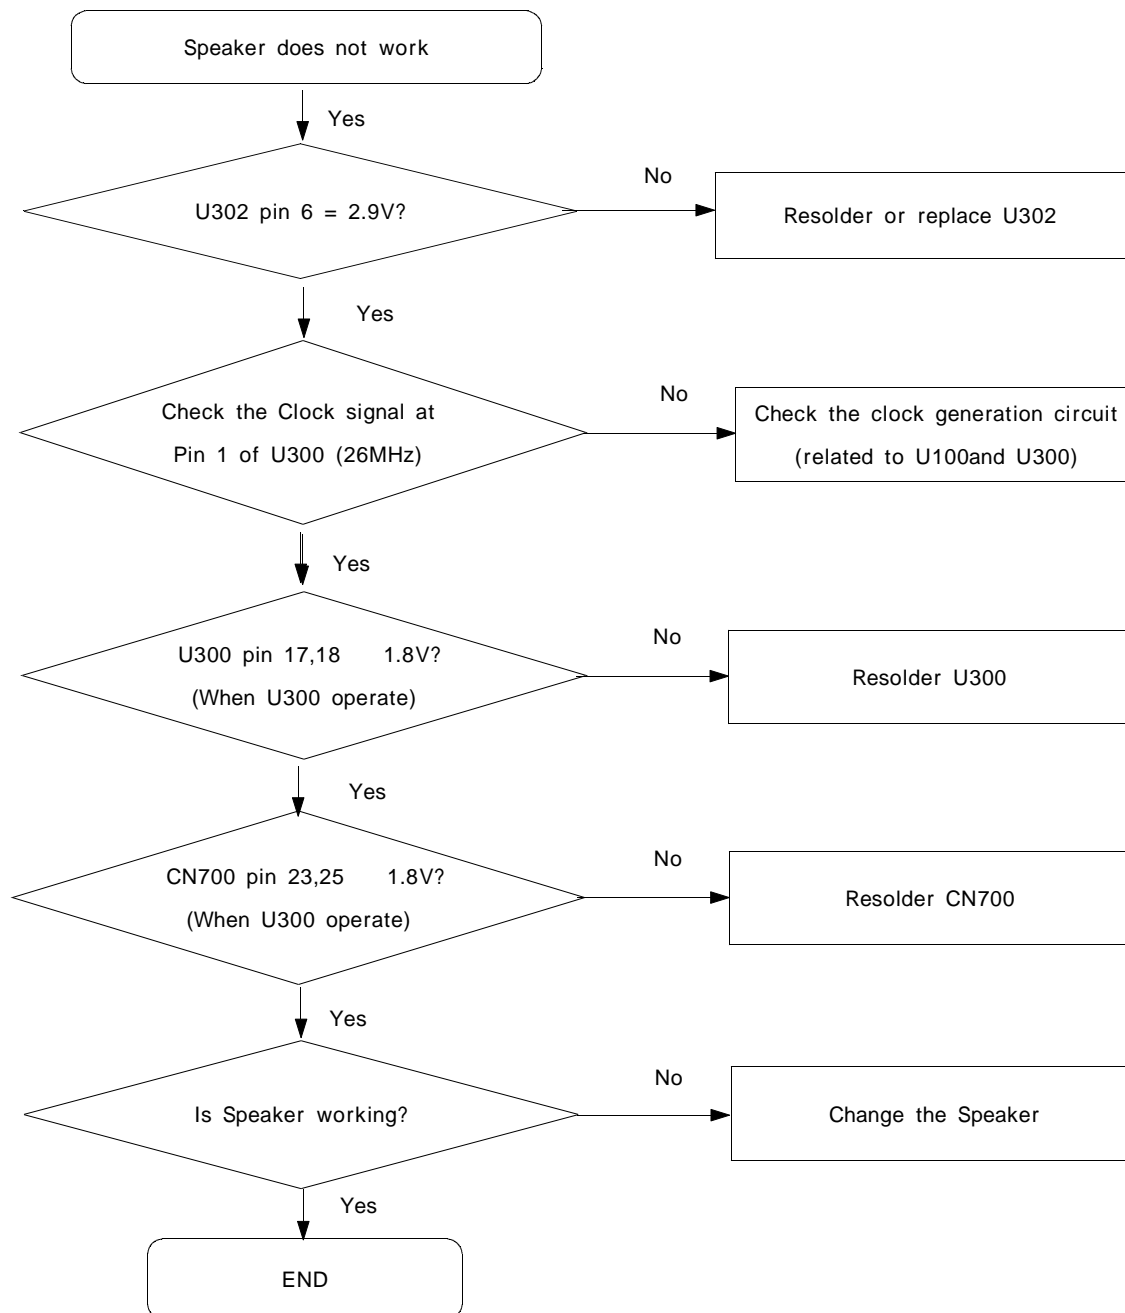 Speaker does not work
Yes
U302 pin 6 = 2.9V?
No
Resolder or replace U302
Yes
Check the Clock signal at
Pin 1 of U300 (26MHz)
No
Check the clock generation circuit
(related to U100and U300)
Yes
U300 pin 17,18 1.8V?
(When U300 operate)
No
Resolder U300
Yes
CN700 pin 23,25 1.8V?
(When U300 operate)
No
Resolder CN700
Yes
Is Speaker working?
No
Change the Speaker
Yes
END